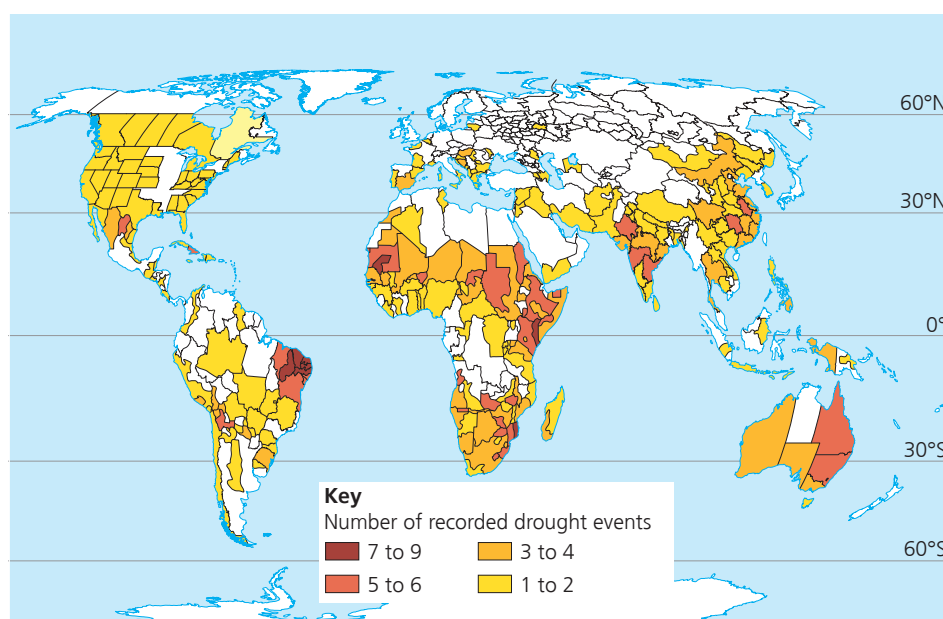 60°N
30°N
0°
30°S
60°S
Key
Number of recorded drought events
7 to 9 3 to 4
5 to 6 1 to 2